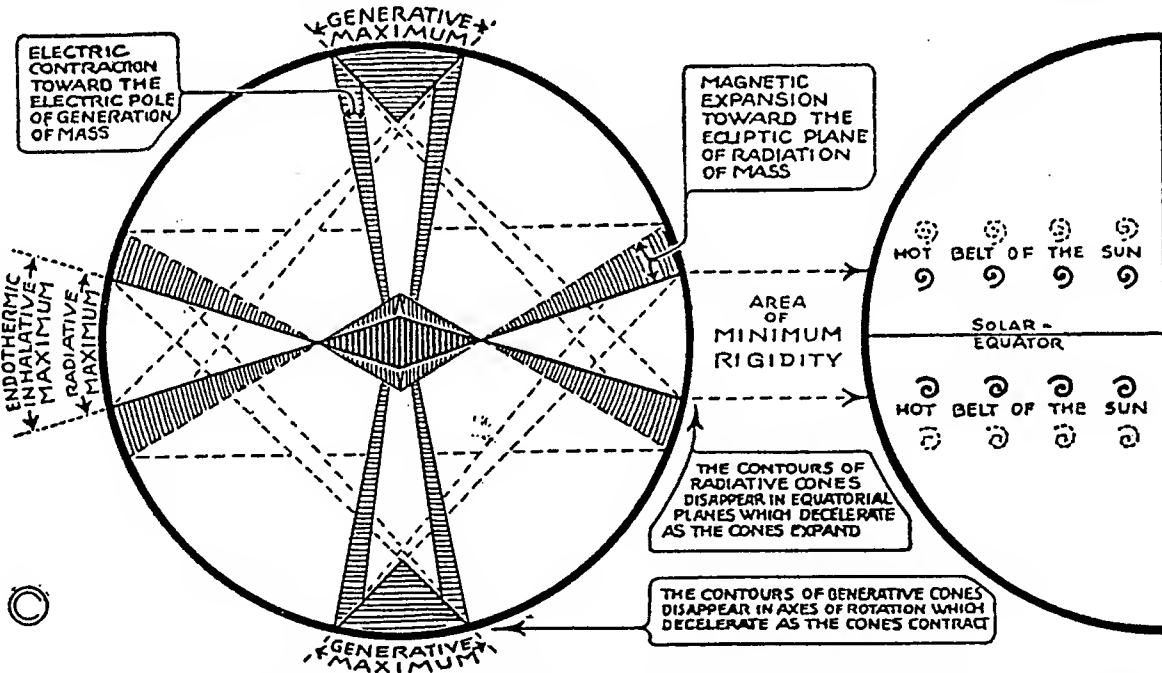 GENERATIVE
MAXIMUM
ELECTRIC
CONTRACTION
TOWARD THE
ELECTRIC POLE
OF GENERATION
OF MASS
MAGNETIC
EXPANSION
TOWARD THE
ECLIPTIC PLANE
OF RADIATION
OF MASS
ENDOTHERMIC
INHALATIVE
MAXIMUM
RADIATIVE
MAXIMUM
AREA
OF
MINIMUM
RIGIDITY
HOT BELT OF THE SUN
SOLAR-
EQUATOR
HOT BELT OF THE SUN
THE CONTOURS OF
RADIATIVE CONES
DISAPPEAR IN EQUATORIAL
PLANES WHICH DECELERATE
AS THE CONES EXPAND
THE CONTOURS OF GENERATIVE CONES
DISAPPEAR IN AXES OF ROTATION WHICH
DECELERATE AS THE CONES CONTRACT
GENERATIVE
MAXIMUM
©